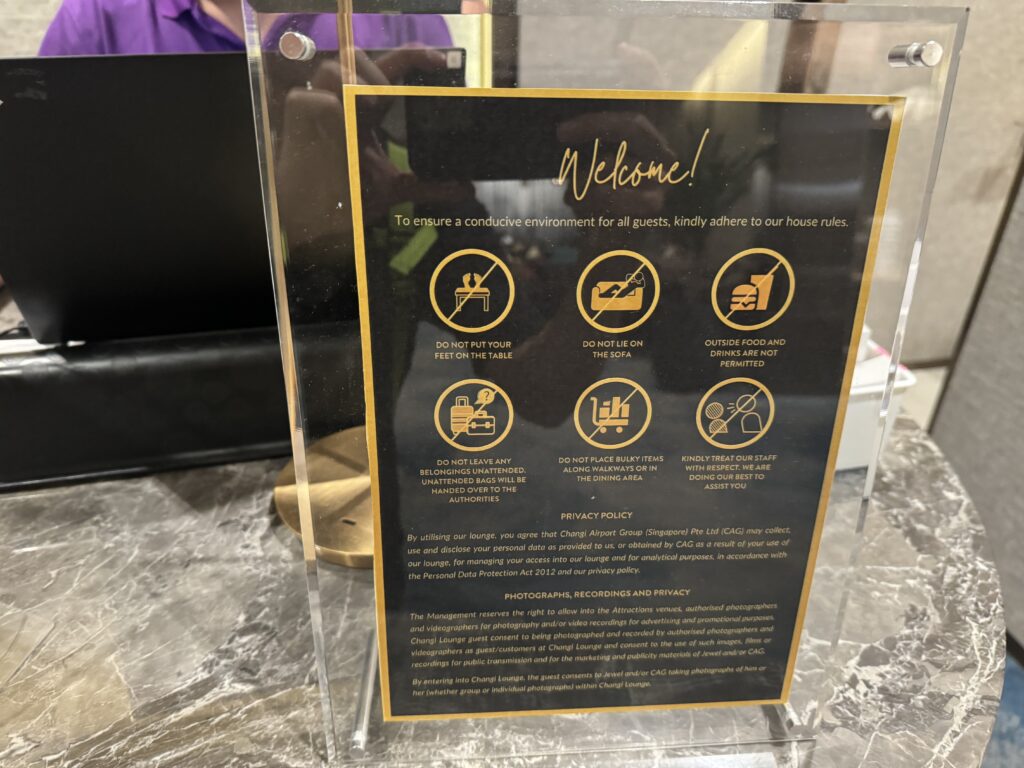 Welcome!
To ensure a conducive environment for all guests, kindly adhere to our house rules.
DO NOT PUT YOUR
FEET ON THE TABLE
DO NOT LIE ON
THE SOFA
OUTSIDE FOOD AND
DRINKS ARE NOT
PERMITTED
?
DO NOT LEAVE ANY
BELONGINGS UNATTENDED.
UNATTENDED BAGS WILL BE
HANDED OVER TO THE
AUTHORITIES
DO NOT PLACE BULKY ITEMS
ALONG WALKWAYS OR IN
THE DINING AREA
KINDLY TREAT OUR STAFF
WITH RESPECT. WE ARE
DOING OUR BEST TO
ASSIST YOU
PRIVACY POLICY
By utilising our lounge, you agree that Changi Airport Group (Singapore) Pte Ltd (CAG) may collect,
use and disclose your personal data as provided to us, or obtained by CAG as a result of your use of
our lounge, for managing your access into our lounge and for analytical purposes, in accordance with
the Personal Data Protection Act 2012 and our privacy policy.
PHOTOGRAPHS, RECORDINGS AND PRIVACY
The Management reserves the right to allow into the Attractions venues, authorised photographers
and videographers for photography and/or video recordings for advertising and promotional purposes.
Changi Lounge guest consent to being photographed and recorded by authorised photographers and
videographers as guest/customers at Changi Lounge and consent to the use of such images, films or
recordings for public transmission and for the marketing and publicity materials of Jewel and/or CAG.
By entering into Changi Lounge, the guest consents to Jewel and/or CAG taking photographs of him or
her (whether group or individual photograph) within Changi Lounge.